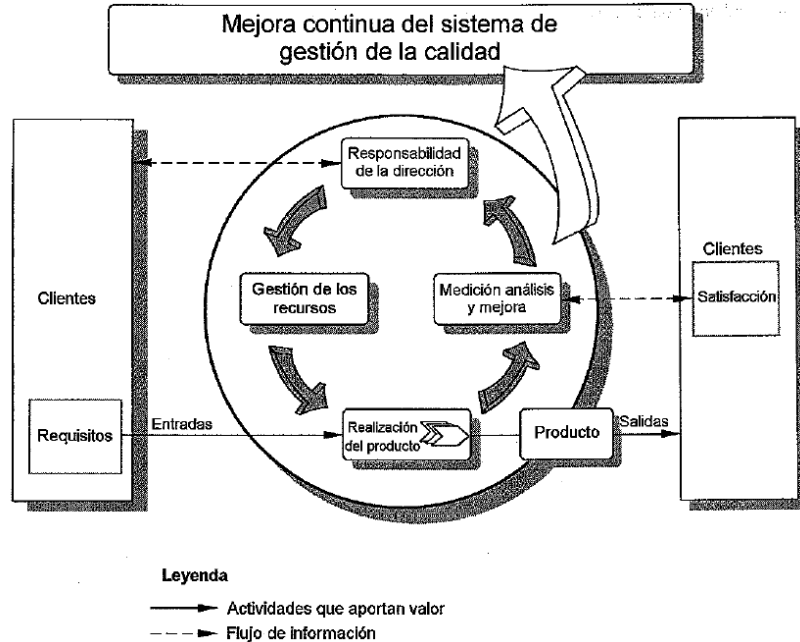 Mejora continua del sistema de
gestión de la calidad
Responsabilidad
de la dirección
Clientes
Gestión de los
recursos
Medición análisis
y mejora
Clientes
Satisfacción
Requisitos
Entradas
Realización
del producto
Producto
Salidas
Leyenda
Actividades que aportan valor
Flujo de información